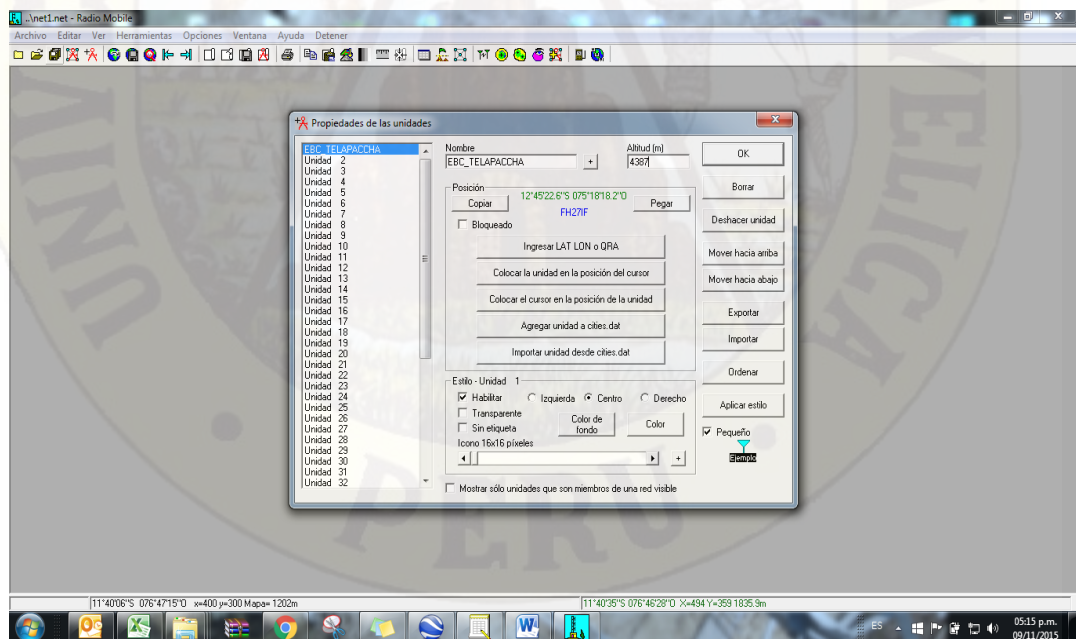 ..\net1.net - Radio Mobile
Archivo Editar Ver Herramientas Opciones Ventana Ayuda Detener
Propiedades de las unidades
EBC_TELAPACCHA
Unidad 2
Unidad 3
Unidad 4
Unidad 5
Unidad 6
Unidad 7
Unidad 8
Unidad 9
Unidad 10
Unidad 11
Unidad 12
Unidad 13
Unidad 14
Unidad 15
Unidad 16
Unidad 17
Unidad 18
Unidad 19
Unidad 20
Unidad 21
Unidad 22
Unidad 23
Unidad 24
Unidad 25
Unidad 26
Unidad 27
Unidad 28
Unidad 29
Unidad 30
Unidad 31
Unidad 32
Nombre
EBC_TELAPACCHA
+
Altitud (m)
4387
Posición
Copiar
12°45'22.6"S 075°18'18.2"O
FH27IF
Pegar
Bloqueado
Ingresar LAT LON o QRA
Colocar la unidad en la posición del cursor
Colocar el cursor en la posición de la unidad
Agregar unidad a cities.dat
Importar unidad desde cities.dat
Estilo - Unidad 1
Habilitar Izquierda Centro Derecho
Transparente
Sin etiqueta
Color de fondo
Color
Icono 16x16 píxeles
+
Mostrar sólo unidades que son miembros de una red visible
OK
Borrar
Deshacer unidad
Mover hacia arriba
Mover hacia abajo
Exportar
Importar
Ordenar
Aplicar estilo
Pequeño
Ejemplo
11°40'06"S 076°47'15"O x=400 y=300 Mapa= 1202m
11°40'35"S 076°46'28"O X=494 Y=359 1835.9m
ES
05:15 p.m.
09/11/2015
PERU